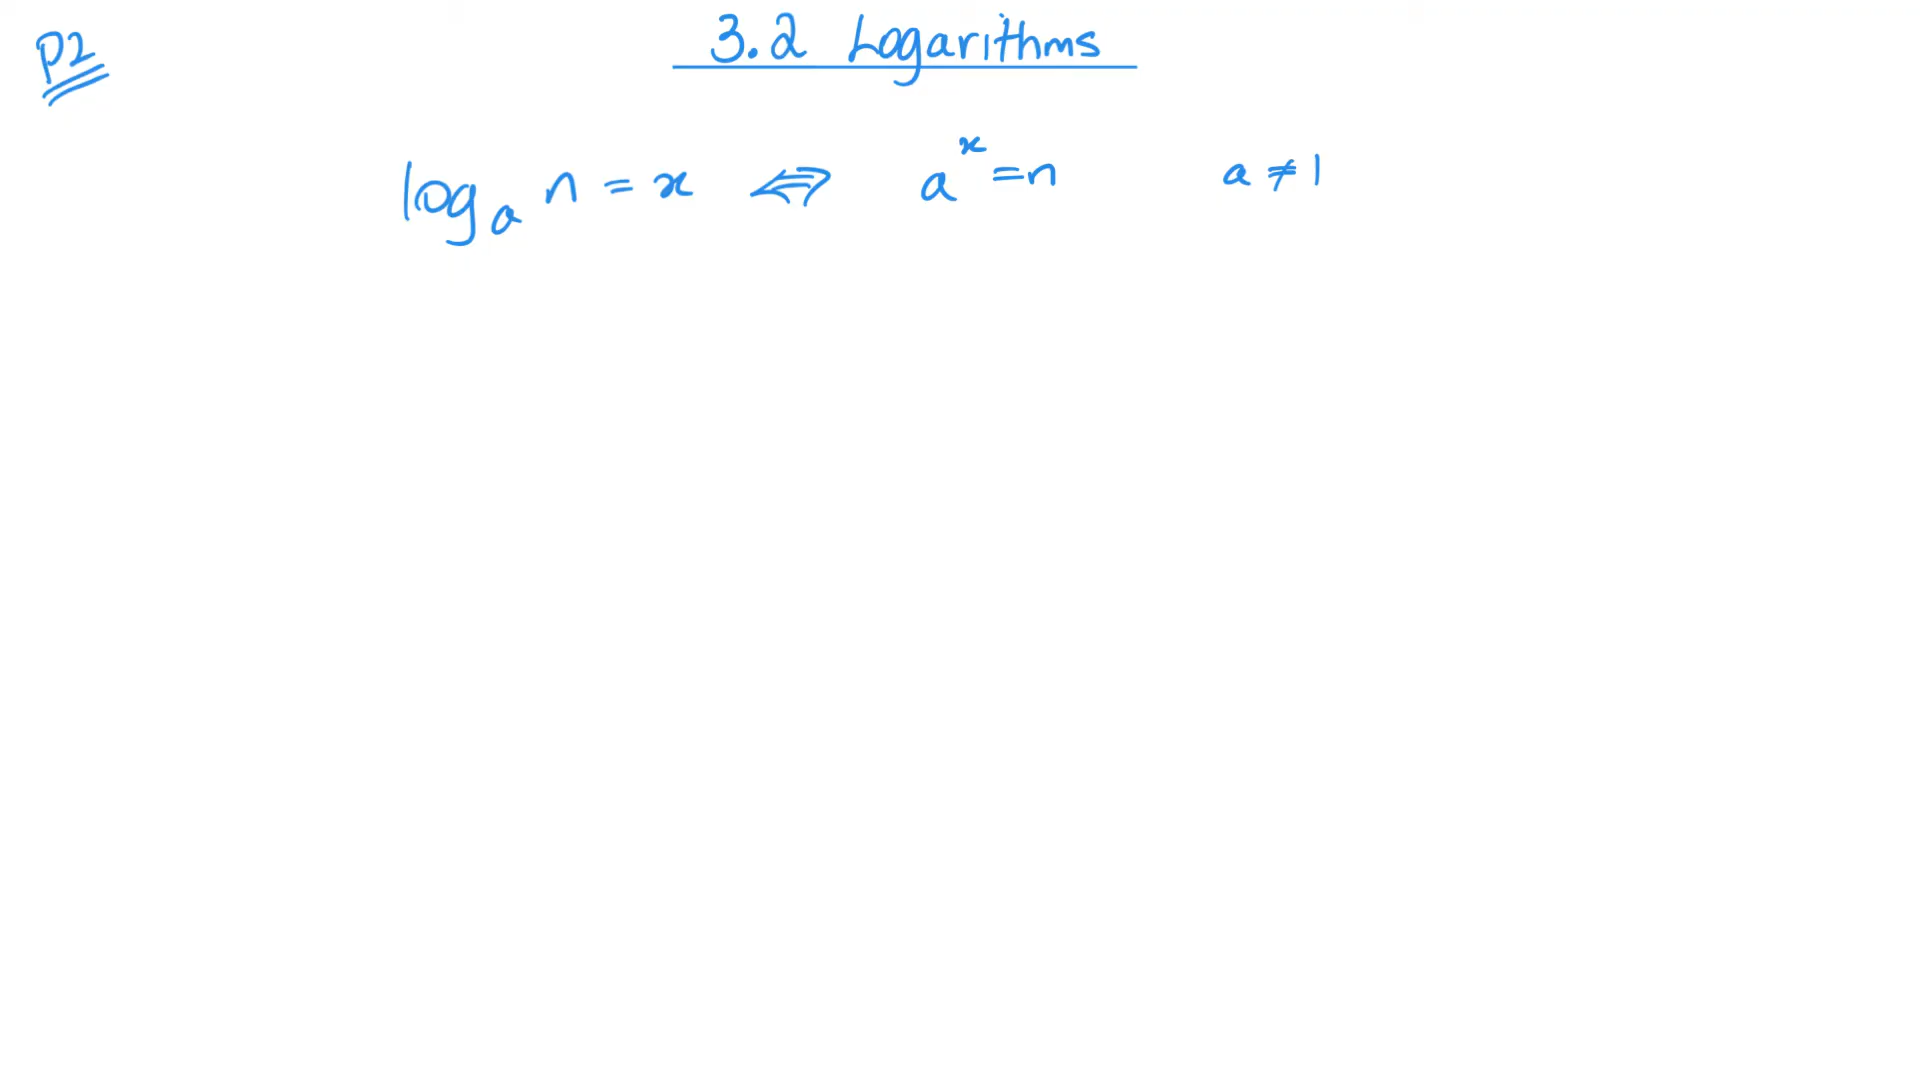 P2
3.2 Logarithms
logₐ n = x ⇔ aˣ = n a ≠ 1